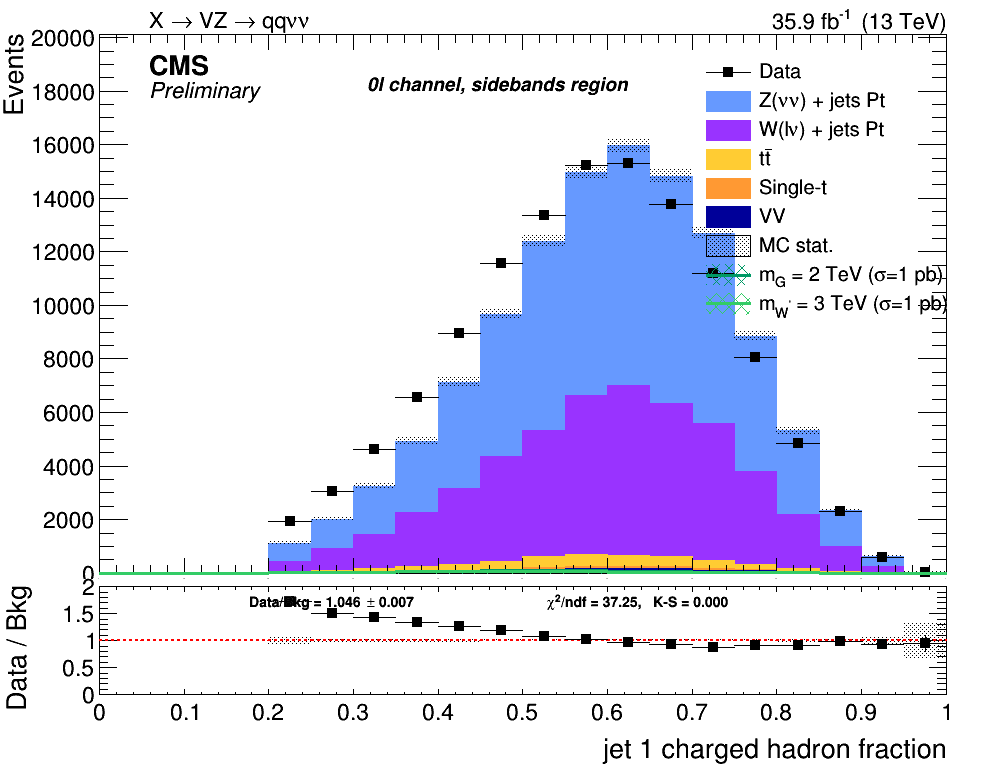 X → VZ → qqνν
35.9 fb⁻¹ (13 TeV)
Events
20000
18000
16000
14000
12000
10000
8000
6000
4000
2000
0
CMS
Preliminary
0l channel, sidebands region
Data
Z(νν) + jets Pt
W(lν) + jets Pt
tt̄
Single-t
VV
MC stat.
m_G = 2 TeV (σ=1 pb)
m_W' = 3 TeV (σ=1 pb)
Data / Bkg
2
1.5
1
0.5
0
Data/Bkg = 1.046 ± 0.007
χ²/ndf = 37.25, K-S = 0.000
0 0.1 0.2 0.3 0.4 0.5 0.6 0.7 0.8 0.9 1
jet 1 charged hadron fraction